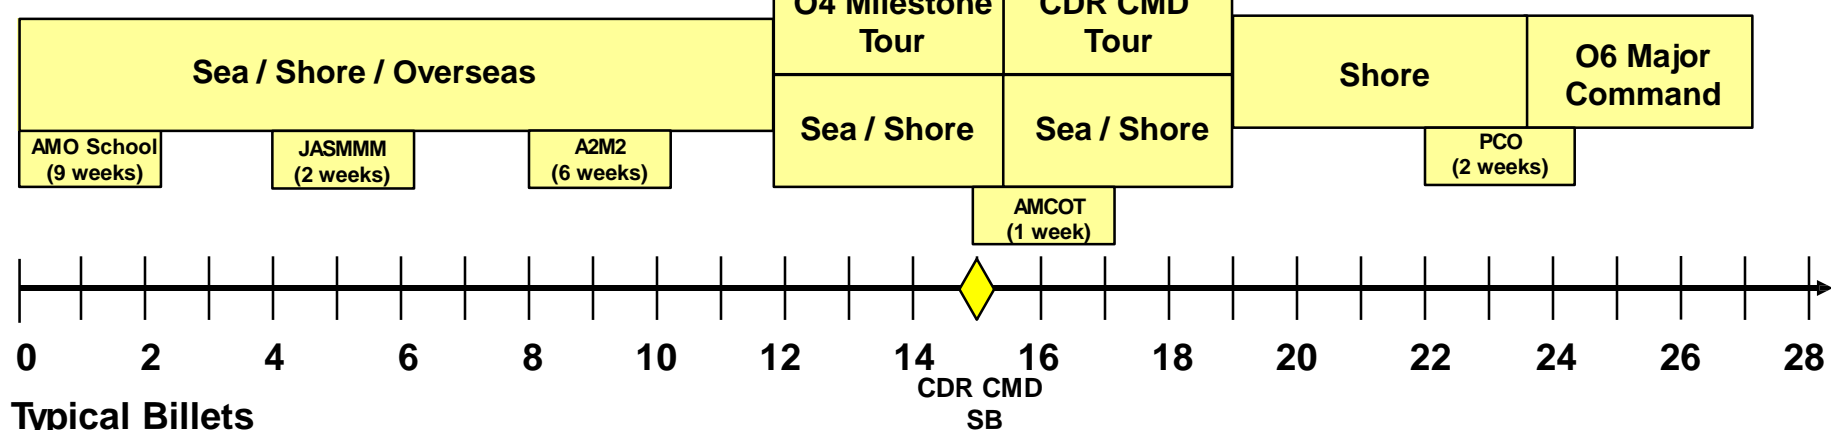 O4 Milestone
Tour
CDR CMD
Tour
Sea / Shore / Overseas
Shore
O6 Major
Command
Sea / Shore
Sea / Shore
AMO School
(9 weeks)
JASMMM
(2 weeks)
A2M2
(6 weeks)
PCO
(2 weeks)
AMCOT
(1 week)
0 2 4 6 8 10 12 14 16 18 20 22 24 26 28
CDR CMD
SB
Typical Billets